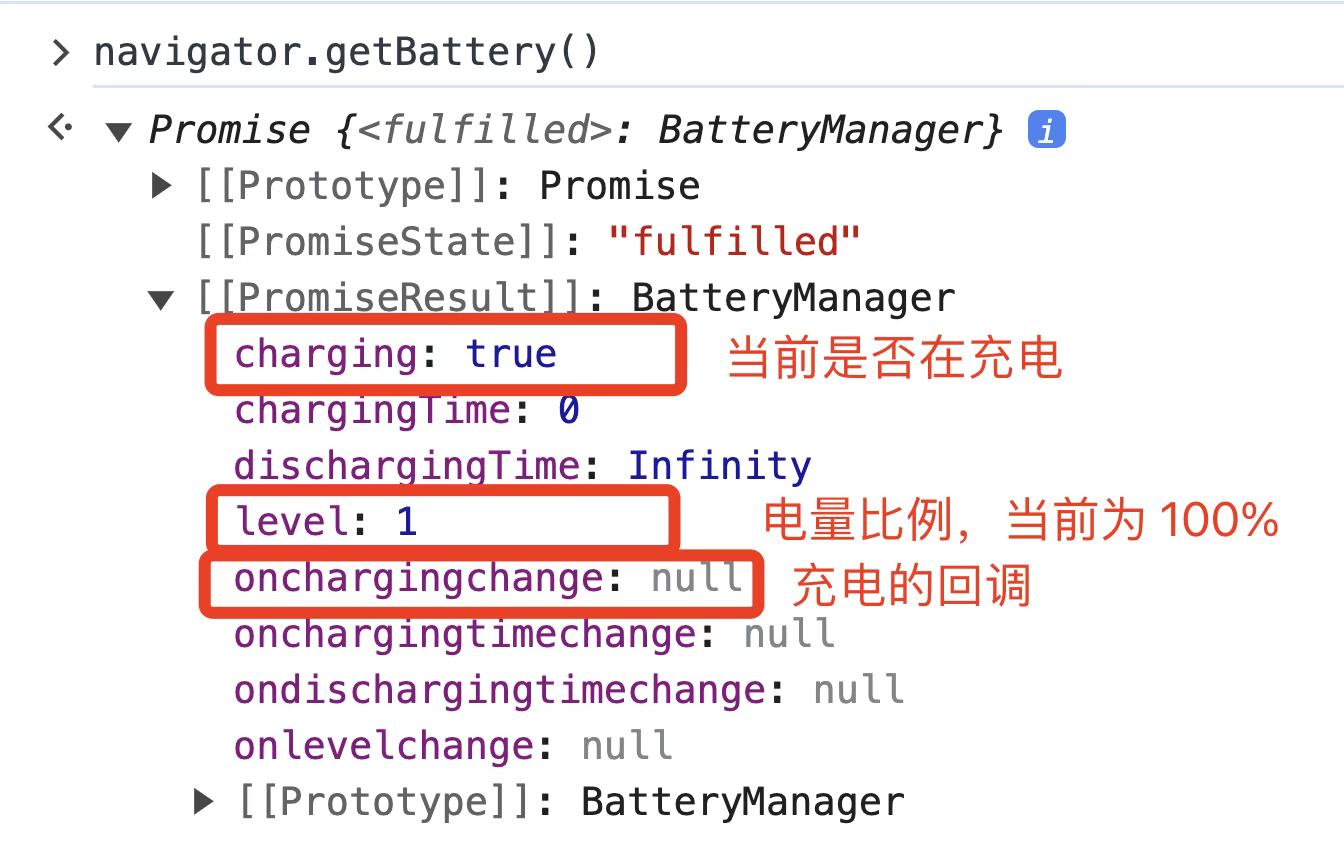 > navigator.getBattery()
Promise {<fulfilled>: BatteryManager} i
[[Prototype]]: Promise
[[PromiseState]]: "fulfilled"
[[PromiseResult]]: BatteryManager
charging: true 当前是否在充电
chargingTime: 0
dischargingTime: Infinity
level: 1 电量比例，当前为 100%
onchargingchange: null 充电的回调
onchargingtimechange: null
ondischargingtimechange: null
onlevelchange: null
[[Prototype]]: BatteryManager